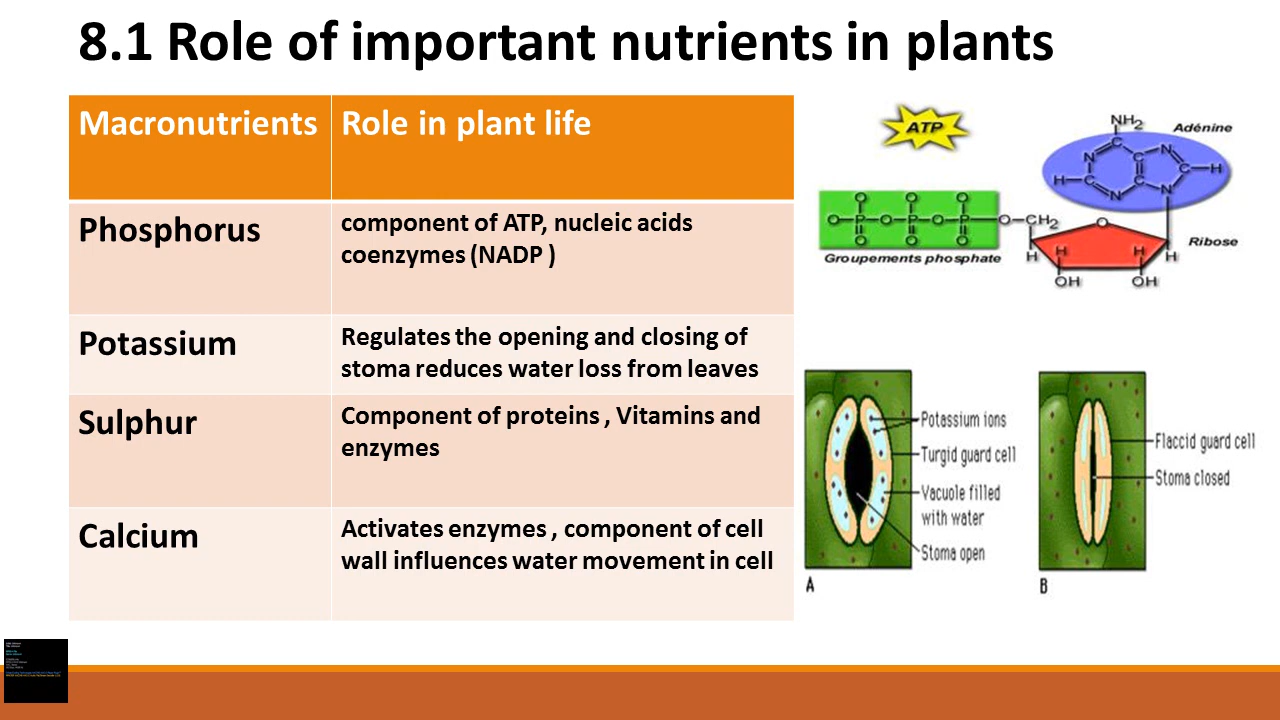 8.1 Role of important nutrients in plants
Macronutrients
Role in plant life
Phosphorus
component of ATP, nucleic acids
coenzymes (NADP )
Potassium
Regulates the opening and closing of
stoma reduces water loss from leaves
Sulphur
Component of proteins , Vitamins and
enzymes
Calcium
Activates enzymes , component of cell
wall influences water movement in cell
ATP
NH2
Adénine
N
C
C
N
C
H
H
C
C
N
N
O
O
O
O
P
O
P
O
P
O
CH2
O
O
O
O
Groupements phosphate
Ribose
H
H
H
H
OH
OH
Potassium ions
Turgid guard cell
Vacuole filled
with water
Stoma open
A
Flaccid guard cell
Stoma closed
B